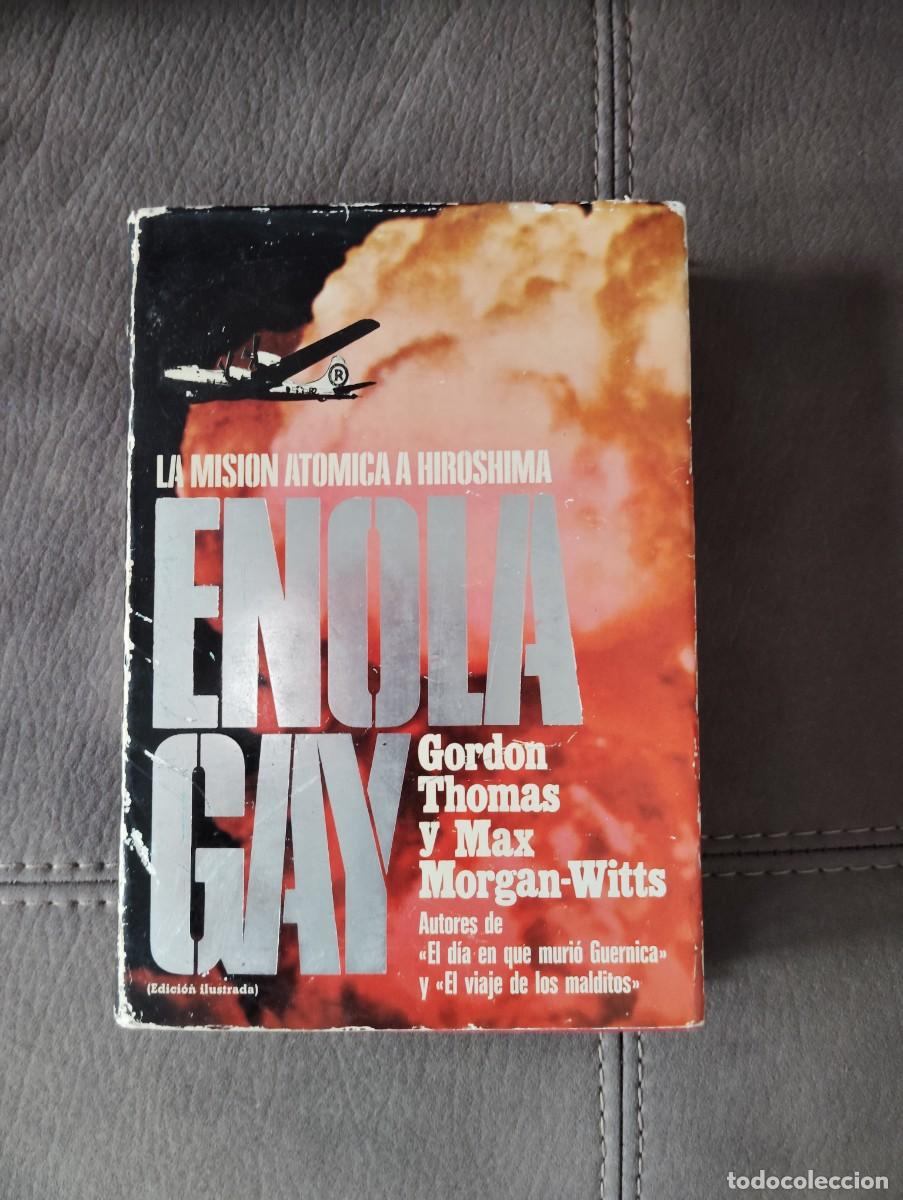 R
LA MISION ATOMICA A HIROSHIMA
ENOLA
GAY
Gordon
Thomas
y Max
Morgan-Witts
Autores de
«El día en que murió Guernica»
y «El viaje de los malditos»
(Edición ilustrada)
todocoleccion